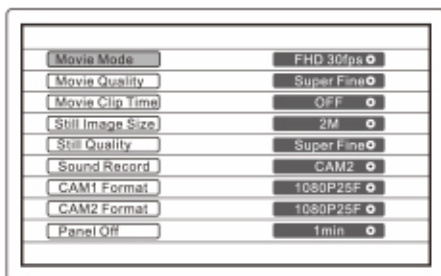 Movie Mode FHD 30fps
Movie Quality Super Fine
Movie Clip Time OFF
Still Image Size 2M
Still Quality Super Fine
Sound Record CAM2
CAM1 Format 1080P25F
CAM2 Format 1080P25F
Panel Off 1min